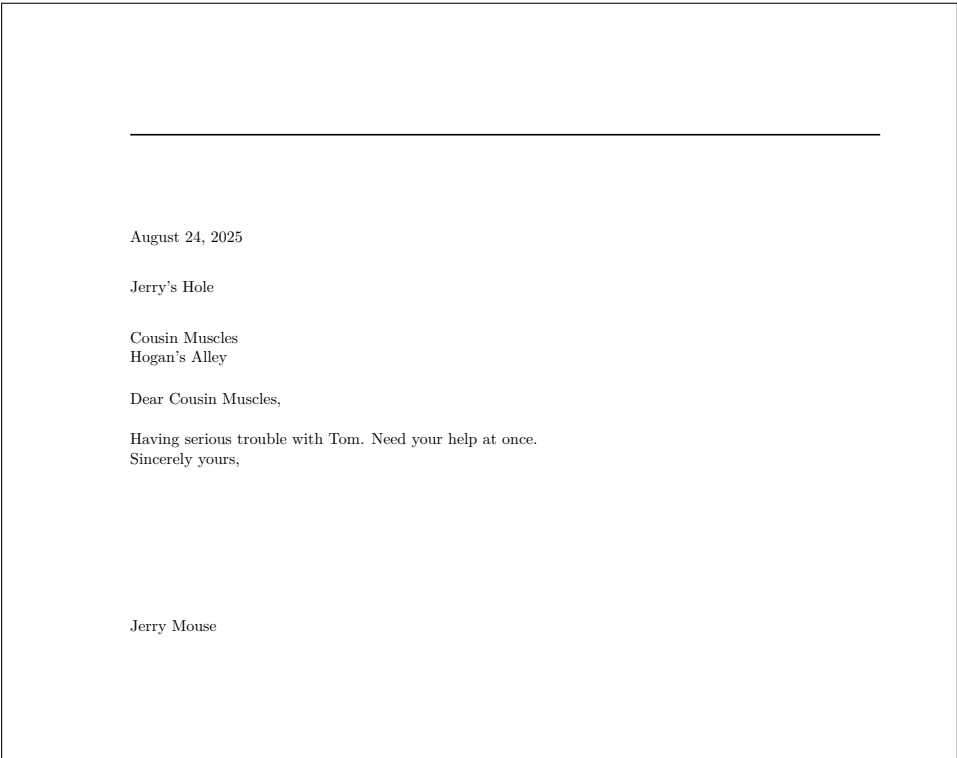 August 24, 2025
Jerry’s Hole
Cousin Muscles
Hogan’s Alley
Dear Cousin Muscles,
Having serious trouble with Tom. Need your help at once.
Sincerely yours,
Jerry Mouse